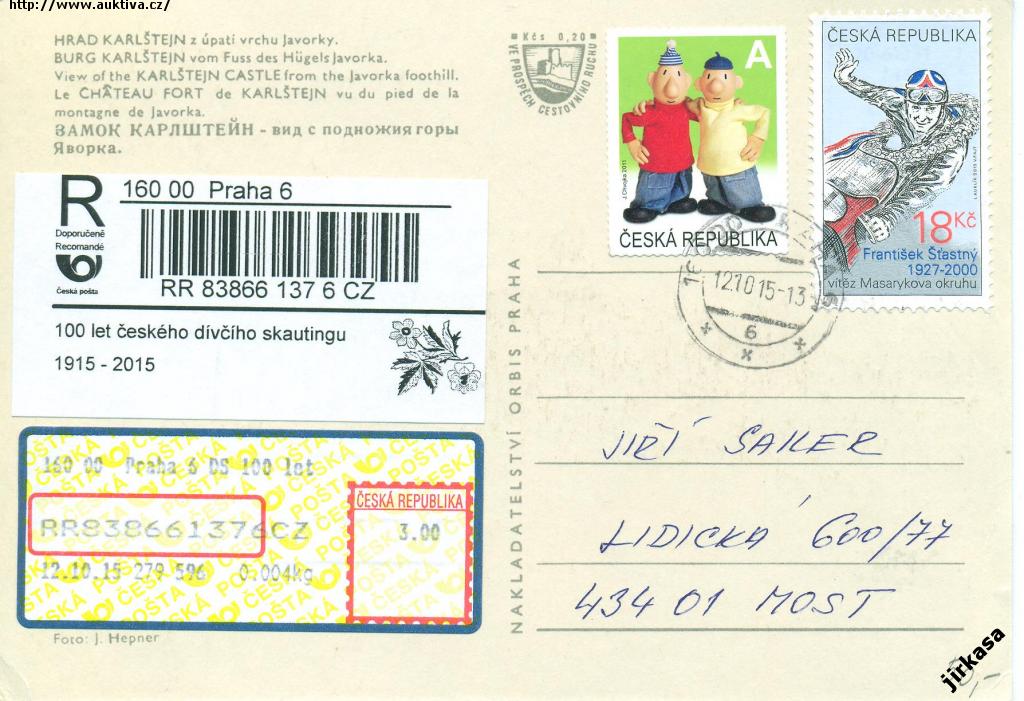 http://www.auktiva.cz/
HRAD KARLŠTEJN z úpatí vrchu Javorky.
BURG KARLŠTEJN vom Fuss des Hügels Javorka.
View of the KARLŠTEJN CASTLE from the Javorka foothill.
Le CHÂTEAU FORT de KARLŠTEJN vu du pied de la
montagne de Javorka.
ЗАМОК КАРЛШТЕЙН - вид с подножия горы
Яворка.
Kčs 0,20
VE PROSPĚCH CESTOVNÍHO RUCHU
A
J.Chvojka 2011
ČESKÁ REPUBLIKA
ČESKÁ REPUBLIKA
18Kč
František Šťastný
1927-2000
vítěz Masarykova okruhu
12.10.15-13
6
R
Doporučeně
Recomandé
Česká pošta
160 00 Praha 6
RR 83866 137 6 CZ
100 let českého dívčího skautingu
1915 - 2015
160 00 Praha 6 DS 100 let
RR838661376CZ
12.10.15 279 596 0.004kg
ČESKÁ REPUBLIKA
3.00
Foto: J. Hepner
NAKLADATELSTVÍ ORBIS PRAHA
JIŘÍ SAILER
LIDICKÁ 600/77
434 01 MOST
jirkasa